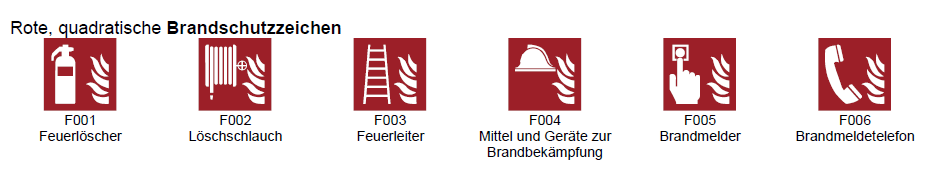 Rote, quadratische Brandschutzzeichen
F001
Feuerlöscher
F002
Löschschlauch
F003
Feuerleiter
F004
Mittel und Geräte zur
Brandbekämpfung
F005
Brandmelder
F006
Brandmeldetelefon